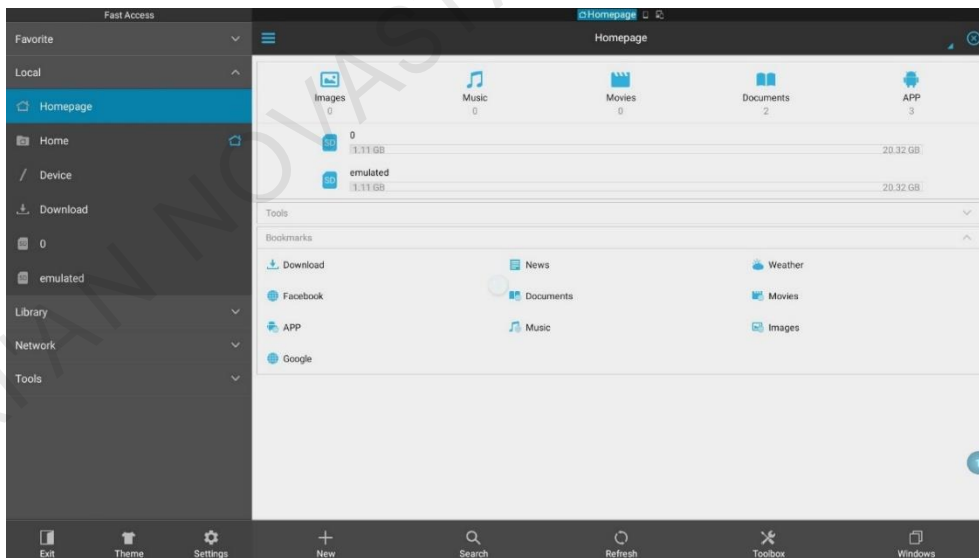 Fast Access
Homepage
Favorite
Homepage
Local
Homepage
Home
Device
Download
0
emulated
Library
Network
Tools
Images
0
Music
0
Movies
0
Documents
2
APP
3
0
1.11 GB
20.32 GB
emulated
1.11 GB
20.32 GB
Tools
Bookmarks
Download
News
Weather
Facebook
Documents
Movies
APP
Music
Images
Google
Exit
Theme
Settings
New
Search
Refresh
Toolbox
Windows